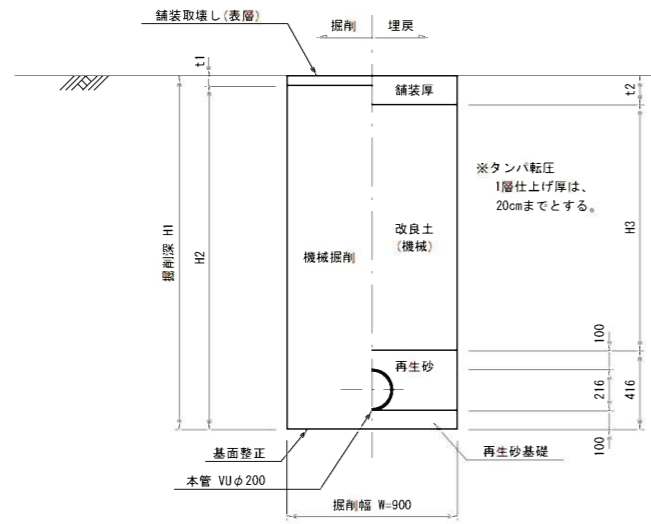 舗装取壊し(表層)
掘削
埋戻
t1
t2
舗装厚
※タンパ転圧
1層仕上げ厚は、
20cmまでとする。
掘削深 H1
H2
機械掘削
改良土
(機械)
H3
再生砂
100
216
416
100
基面整正
再生砂基礎
本管 VUφ200
掘削幅 W=900